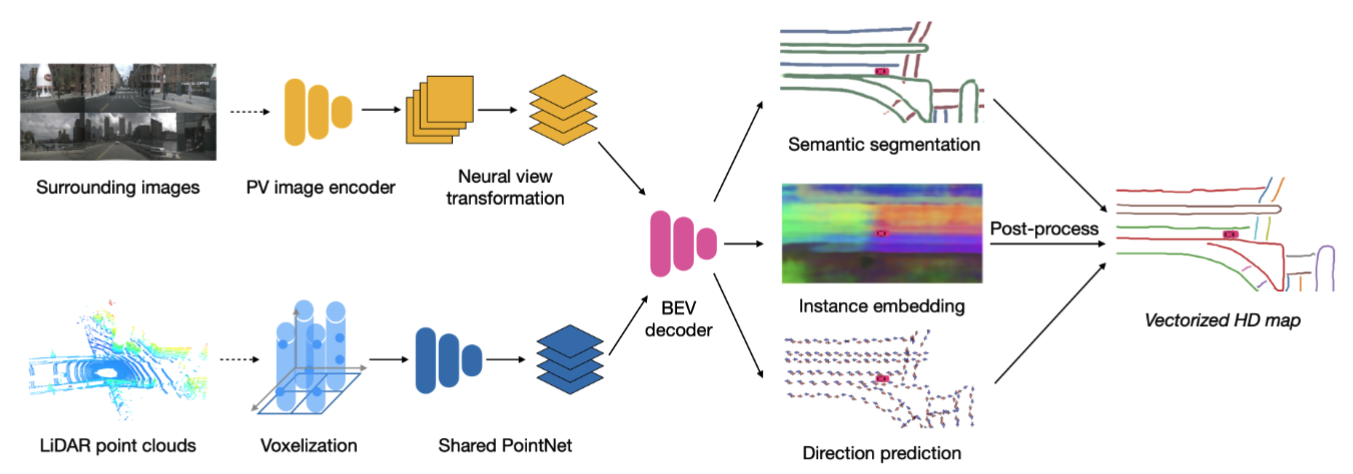 Surrounding images
PV image encoder
Neural view
transformation
Semantic segmentation
BEV
decoder
Instance embedding
Post-process
Vectorized HD map
LiDAR point clouds
Voxelization
Shared PointNet
Direction prediction